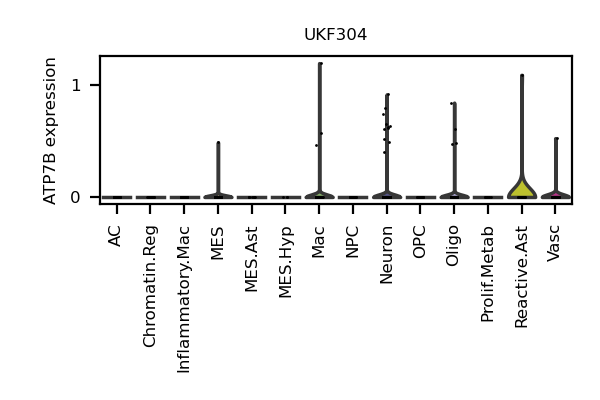 UKF304
ATP7B expression
1
0
AC
Chromatin.Reg
Inflammatory.Mac
MES
MES.Ast
MES.Hyp
Mac
NPC
Neuron
OPC
Oligo
Prolif.Metab
Reactive.Ast
Vasc